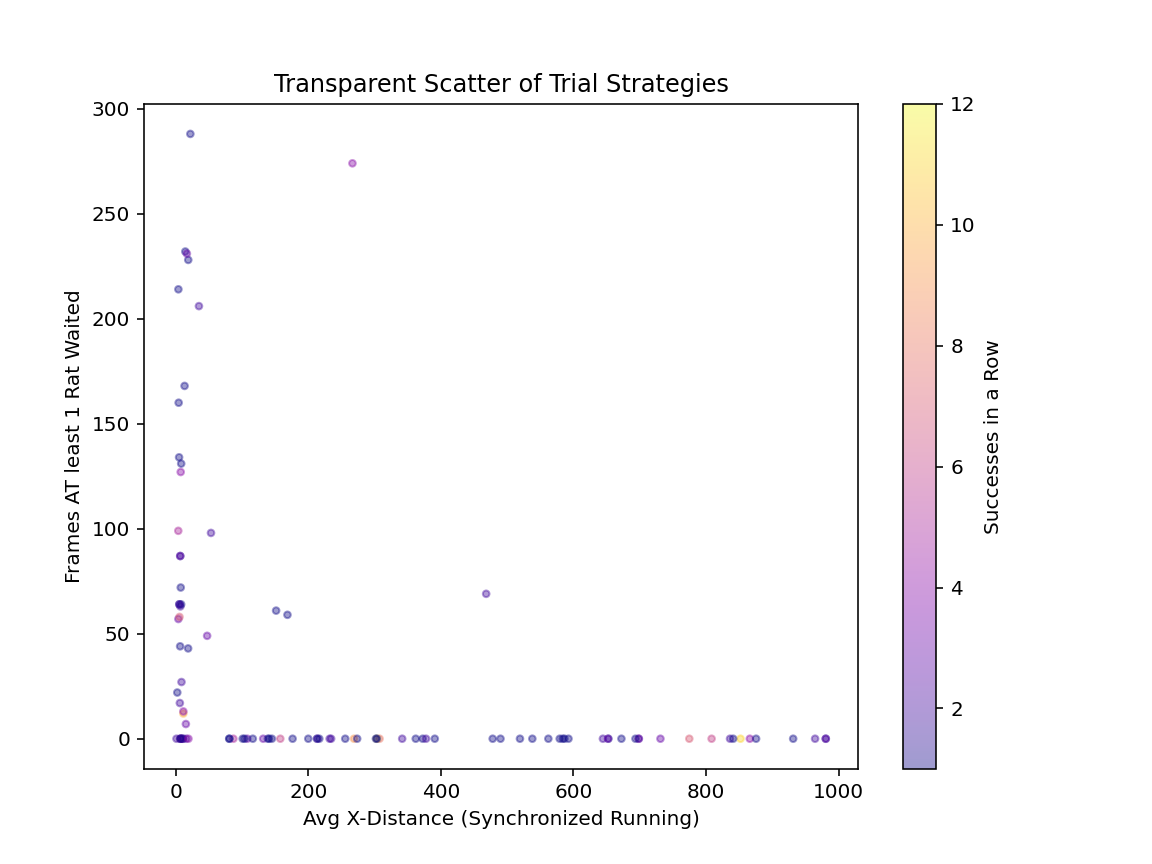 Transparent Scatter of Trial Strategies
Frames AT least 1 Rat Waited
300
250
200
150
100
50
0
0 200 400 600 800 1000
Avg X-Distance (Synchronized Running)
12
10
8
6
4
2
Successes in a Row